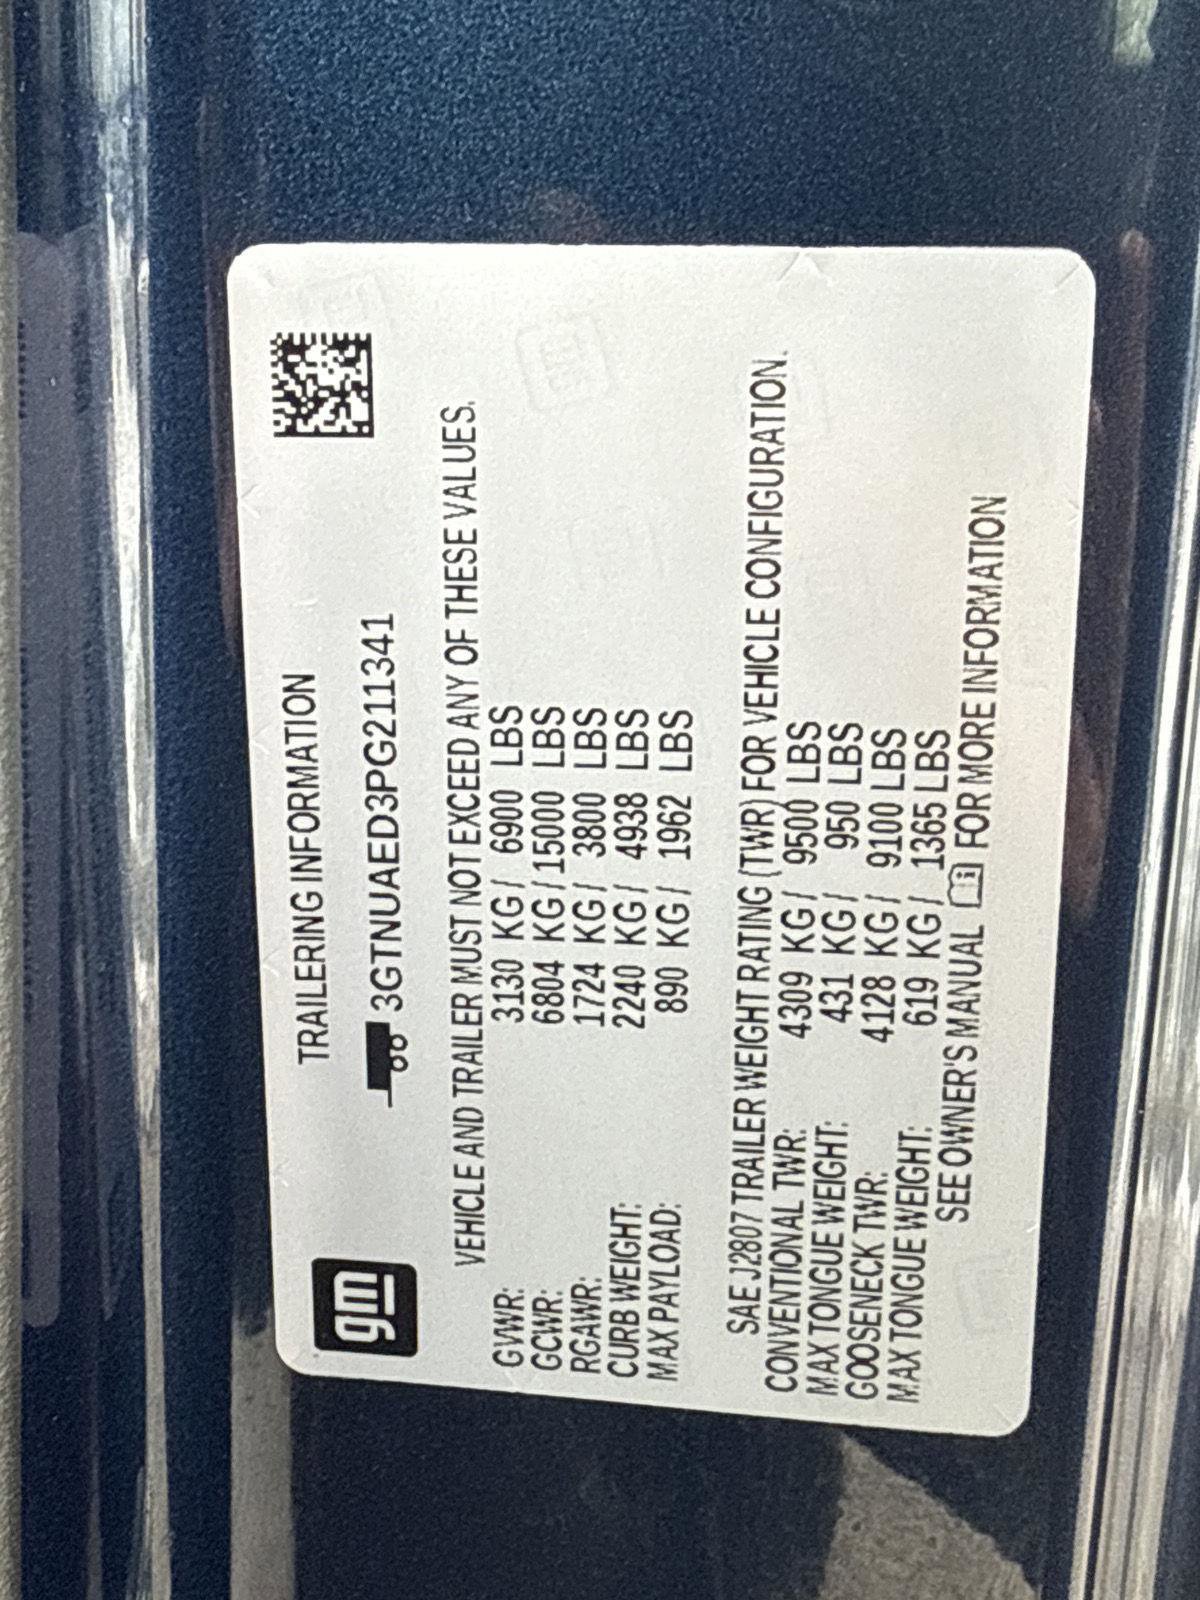 gm
TRAILERING INFORMATION
3GTNUAED3PG211341
VEHICLE AND TRAILER MUST NOT EXCEED ANY OF THESE VALUES.
GVWR: 3130 KG / 6900 LBS
GCWR: 6804 KG / 15000 LBS
RGAWR: 1724 KG / 3800 LBS
CURB WEIGHT: 2240 KG / 4938 LBS
MAX PAYLOAD: 890 KG / 1962 LBS
SAE J2807 TRAILER WEIGHT RATING (TWR) FOR VEHICLE CONFIGURATION.
CONVENTIONAL TWR: 4309 KG / 9500 LBS
MAX TONGUE WEIGHT: 431 KG / 950 LBS
GOOSENECK TWR: 4128 KG / 9100 LBS
MAX TONGUE WEIGHT: 619 KG / 1365 LBS
SEE OWNER'S MANUAL FOR MORE INFORMATION